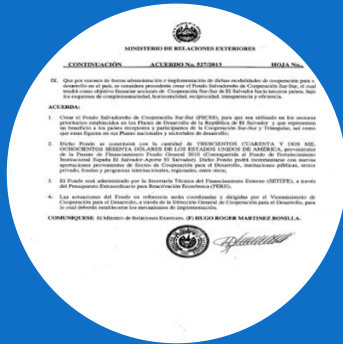 MINISTERIO DE RELACIONES EXTERIORES
CONTINUACIÓN ACUERDO No. 527/2013 HOJA No.
IX. Que por razones de buena administración e implementación de dichas modalidades de cooperación para el
desarrollo en el país, se considera procedente crear el Fondo Salvadoreño de Cooperación Sur-Sur, el cual
tendrá como objetivo financiar acciones de Cooperación Sur-Sur de El Salvador hacia terceros países, bajo
los esquemas de complementariedad, horizontalidad, reciprocidad, transparencia y eficiencia.
ACUERDA:
1. Crear el Fondo Salvadoreño de Cooperación Sur-Sur (FSCSS), para que sea utilizado en los sectores
prioritarios establecidos en los Planes de Desarrollo de la República de El Salvador y que representen
un beneficio a los países receptores y participantes de la Cooperación Sur-Sur y Triangular, así como
que estas figuren en sus Planes nacionales y sectoriales de desarrollo;
2. Dicho Fondo se constituirá con la cantidad de TRESCIENTOS CUARENTA Y DOS MIL
OCHOCIENTOS SESENTA DÓLARES DE LOS ESTADOS UNIDOS DE AMÉRICA, provenientes
de la Fuente de Financiamiento Fondo General 2010 (Contrapartida al Fondo de Fortalecimiento
Institucional España El Salvador-Aporte El Salvador). Dicho Fondo podrá incrementarse con nuevas
aportaciones provenientes de Socios de Cooperación para el Desarrollo, instituciones públicas, sector
privado, fondos y programas internacionales, regionales, entre otros;
3. El Fondo será administrado por la Secretaría Técnica del Financiamiento Externo (SETEFE), a través
del Presupuesto Extraordinario para Reactivación Económica (PERE).
4. Las actuaciones del Fondo en referencia serán coordinadas y dirigidas por el Viceministerio de
Cooperación para el Desarrollo, a través de la Dirección General de Cooperación para el Desarrollo, para
lo cual deberán establecerse los mecanismos de implementación.
COMUNÍQUESE. El Ministro de Relaciones Exteriores. (F) HUGO ROGER MARTÍNEZ BONILLA.